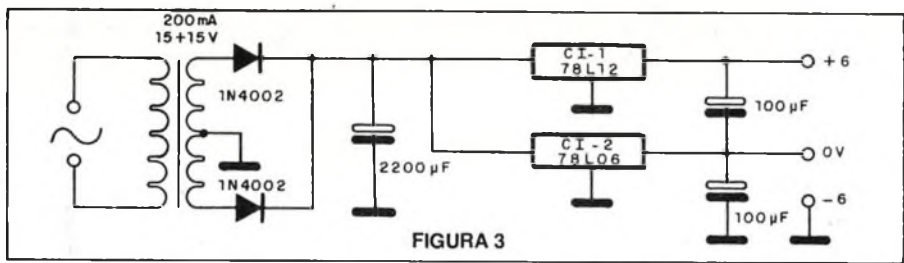 200mA
15+15V
1N4002
1N4002
2200µF
CI-1
78L12
CI-2
78L06
100µF
100µF
+6
0V
-6
FIGURA 3